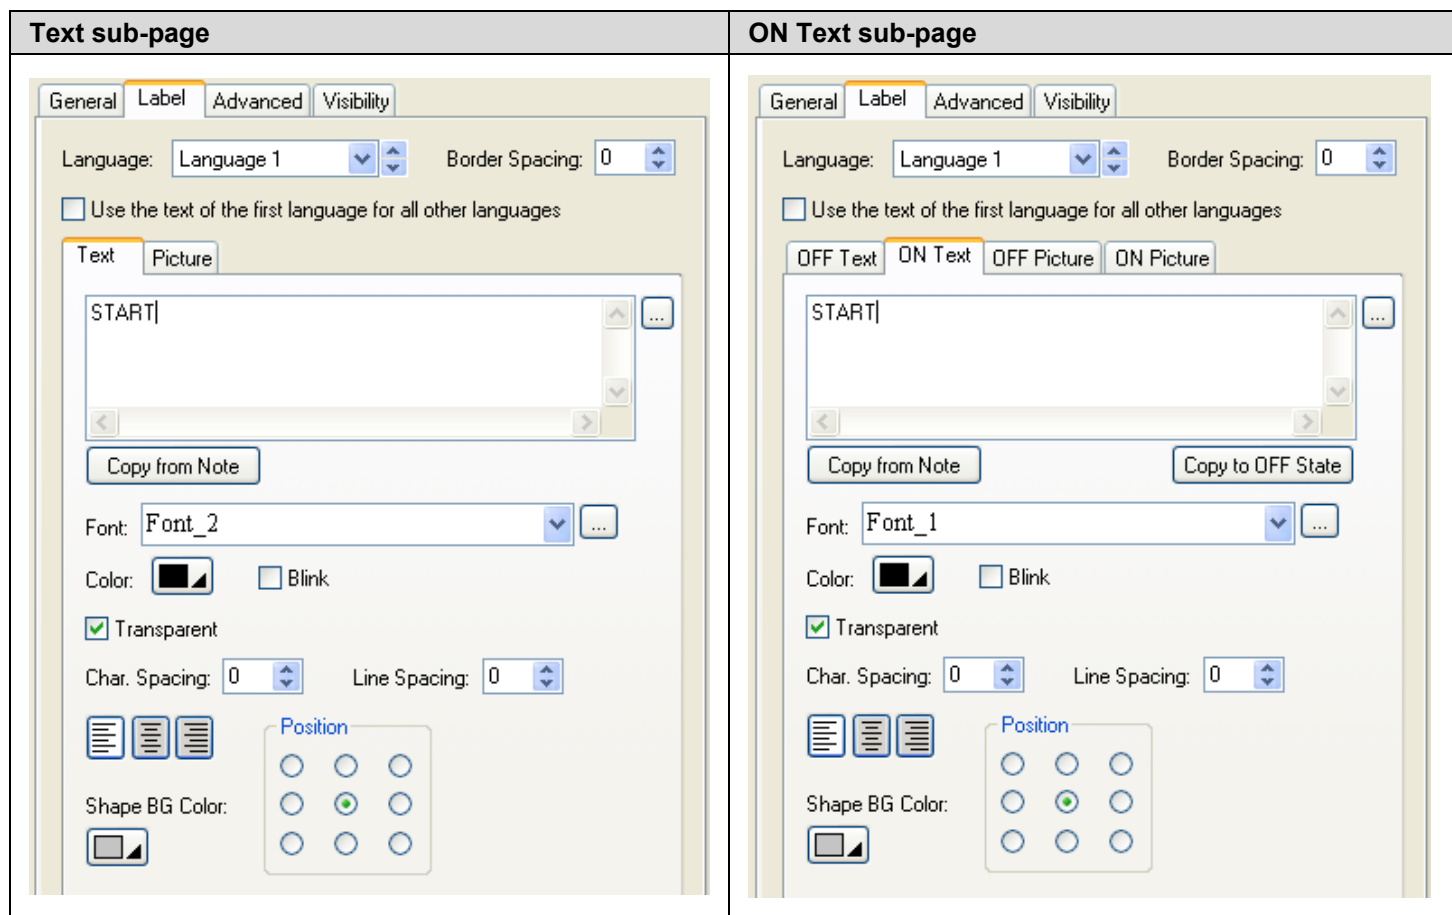 Text sub-page
General Label Advanced Visibility
Language: Language 1 Border Spacing: 0
Use the text of the first language for all other languages
Text Picture
START
...
Copy from Note
Font: Font_2 ...
Color: Blink
Transparent
Char. Spacing: 0 Line Spacing: 0
Position
Shape BG Color:
ON Text sub-page
General Label Advanced Visibility
Language: Language 1 Border Spacing: 0
Use the text of the first language for all other languages
OFF Text ON Text OFF Picture ON Picture
START
...
Copy from Note Copy to OFF State
Font: Font_1 ...
Color: Blink
Transparent
Char. Spacing: 0 Line Spacing: 0
Position
Shape BG Color: